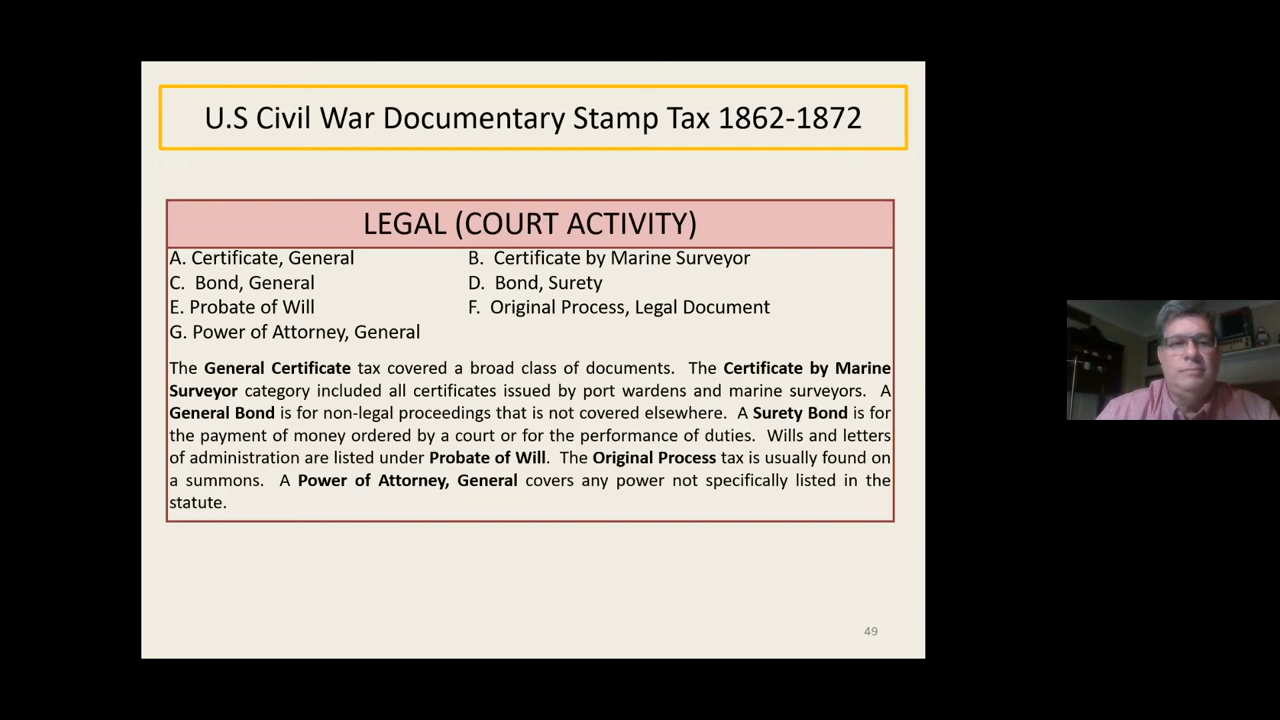 U.S Civil War Documentary Stamp Tax 1862-1872
LEGAL (COURT ACTIVITY)
A. Certificate, General B. Certificate by Marine Surveyor
C. Bond, General D. Bond, Surety
E. Probate of Will F. Original Process, Legal Document
G. Power of Attorney, General
The General Certificate tax covered a broad class of documents. The Certificate by Marine
Surveyor category included all certificates issued by port wardens and marine surveyors. A
General Bond is for non-legal proceedings that is not covered elsewhere. A Surety Bond is for
the payment of money ordered by a court or for the performance of duties. Wills and letters
of administration are listed under Probate of Will. The Original Process tax is usually found on
a summons. A Power of Attorney, General covers any power not specifically listed in the
statute.
49